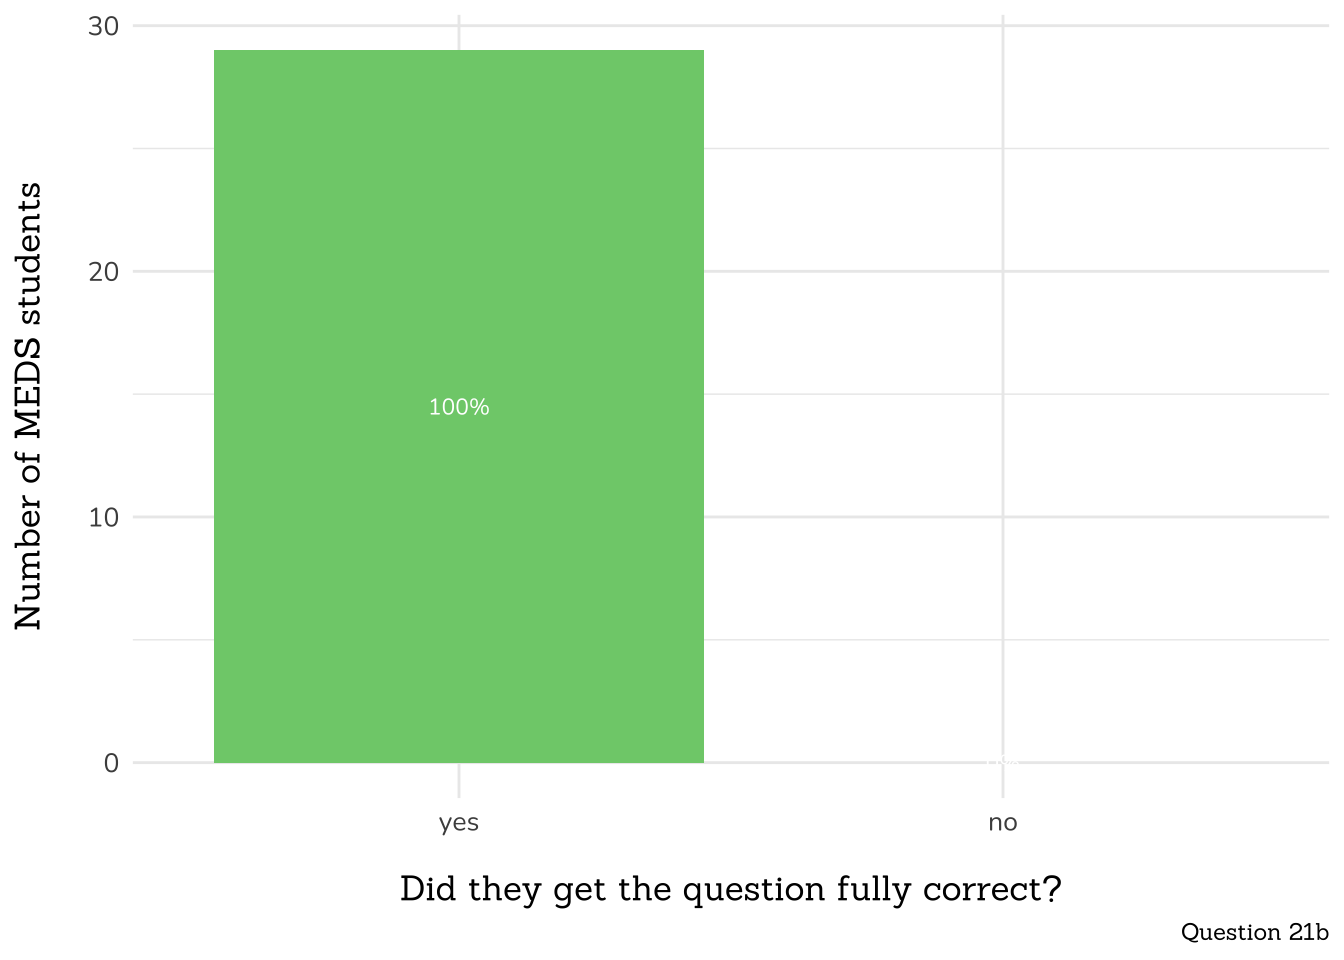 30
20
10
0
Number of MEDS students
100%
yes
no
Did they get the question fully correct?
Question 21b